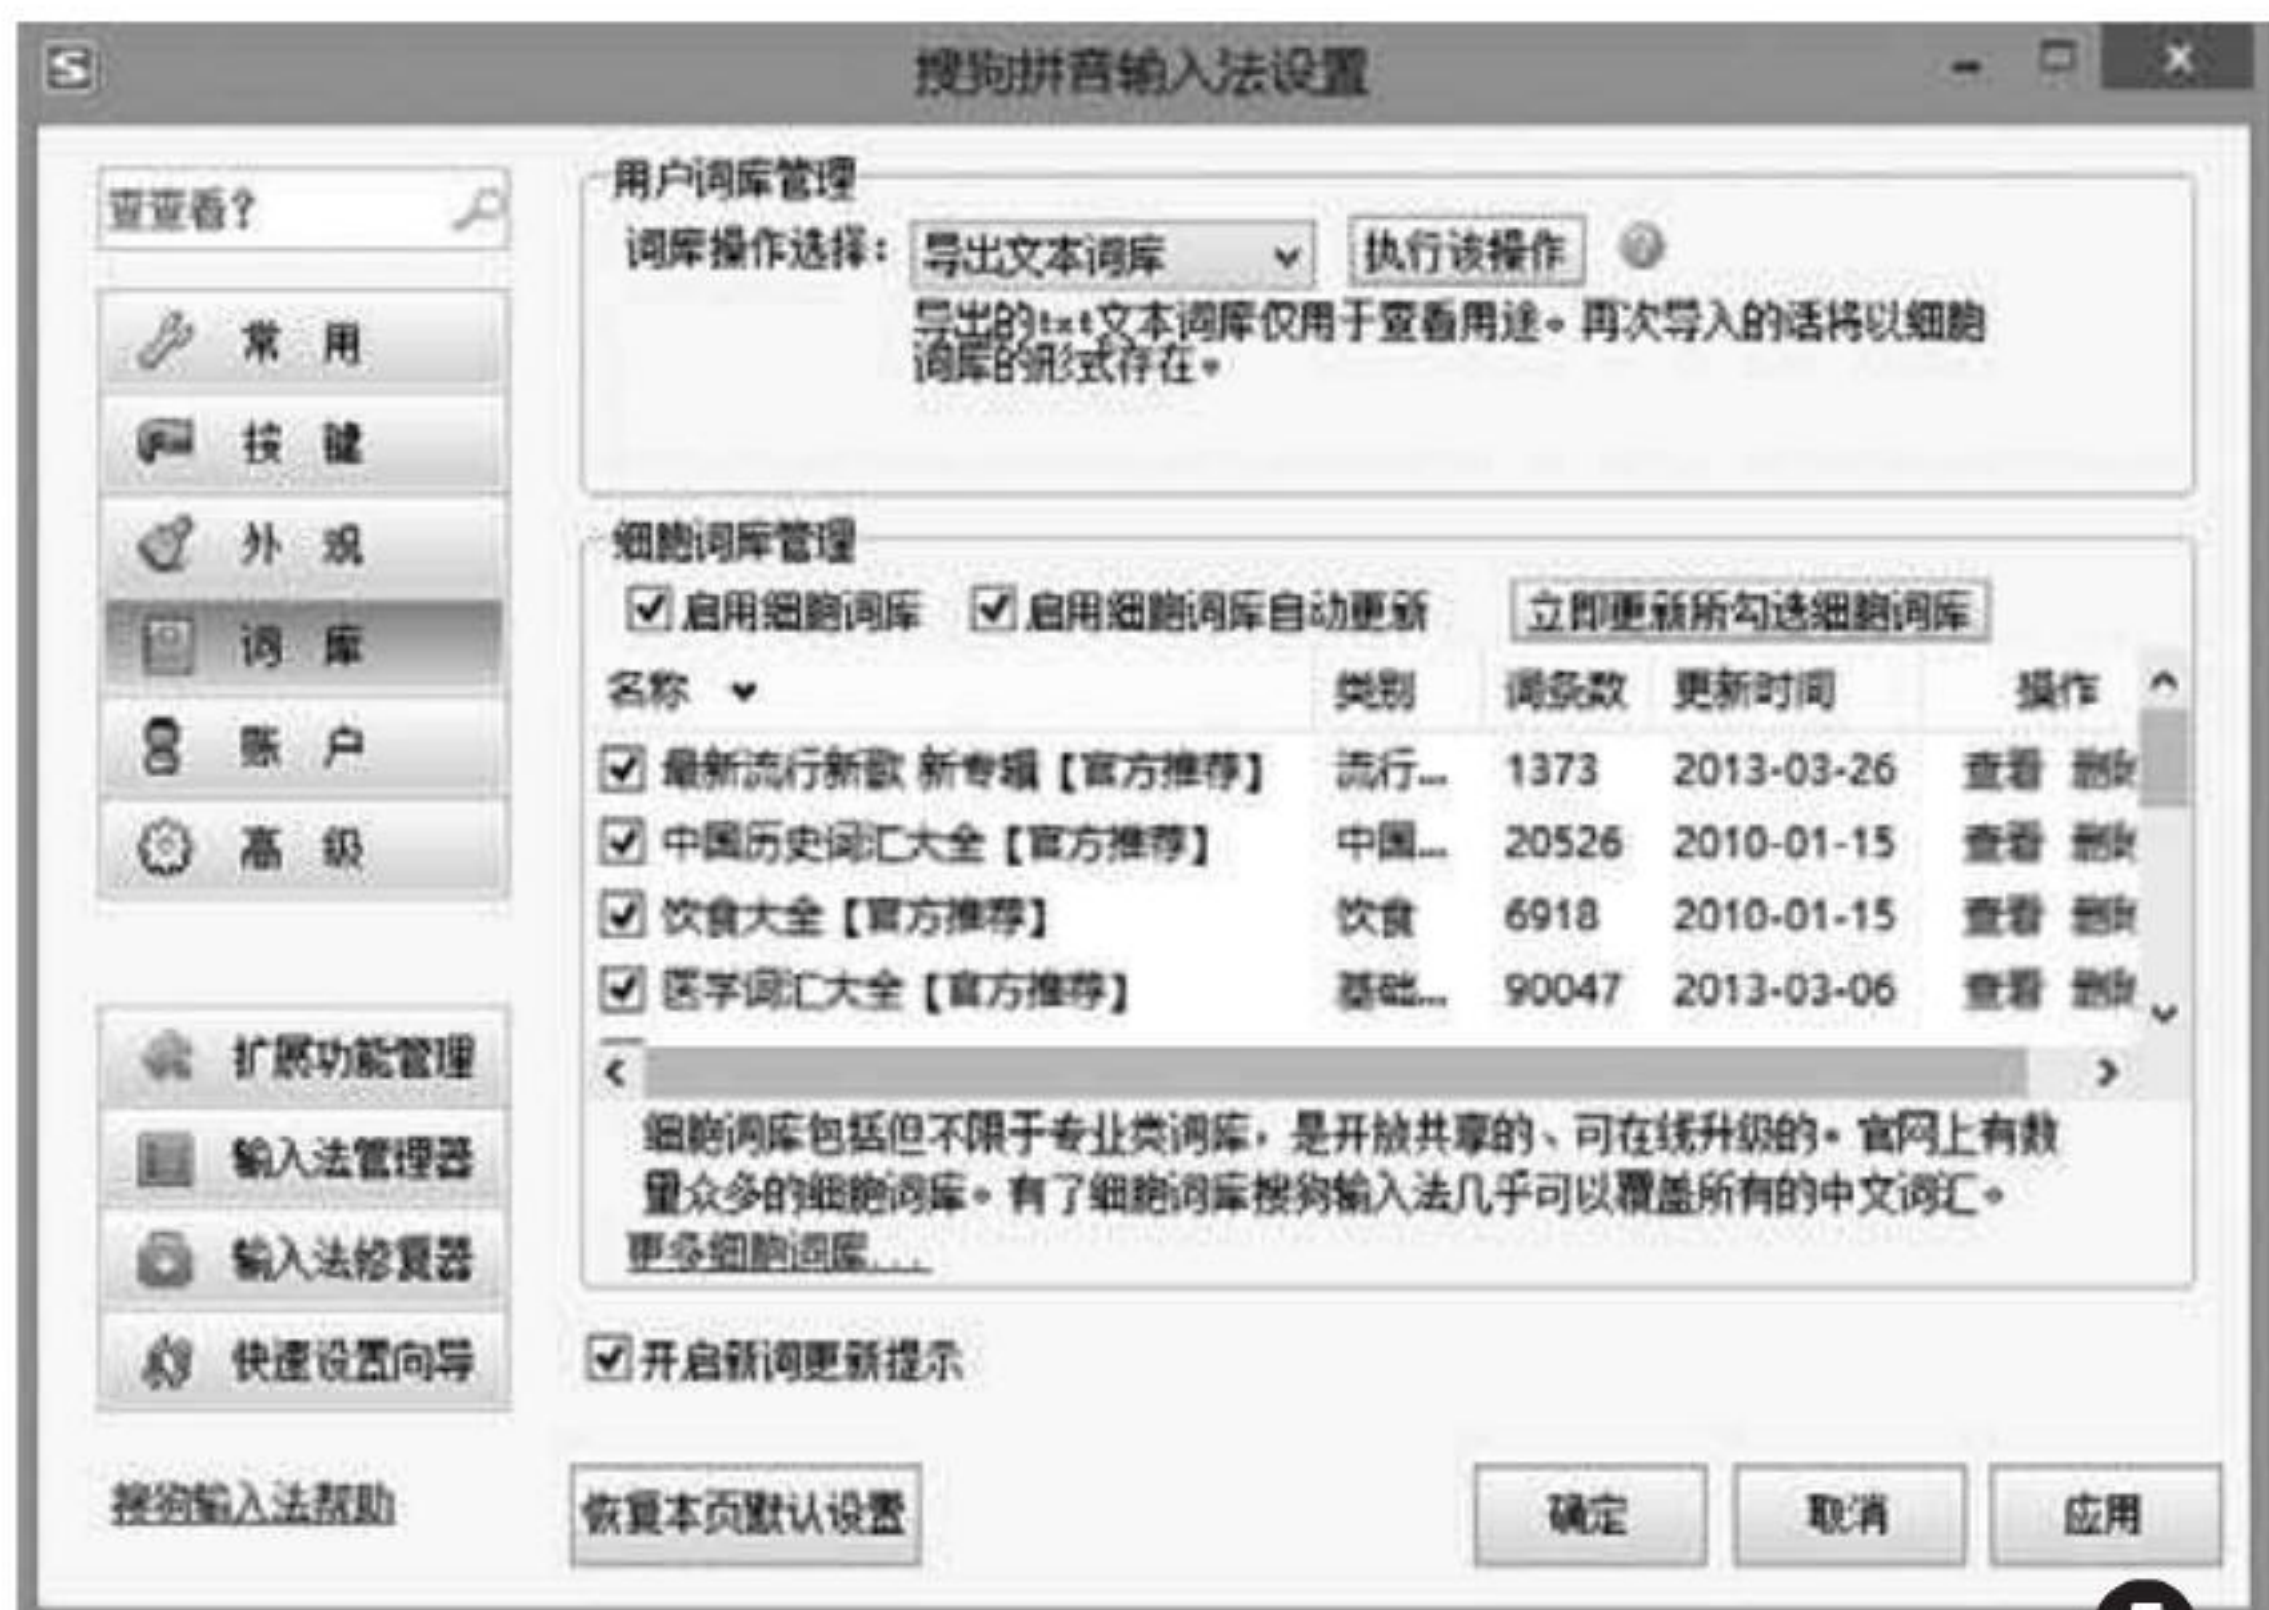 搜狗拼音输入法设置
查查看?
常 用
按 键
外 观
词 库
账 户
高 级
扩展功能管理
输入法管理器
输入法修复器
快速设置向导
搜狗输入法帮助
用户词库管理
词库操作选择: 导出文本词库 执行该操作
导出的txt文本词库仅用于查看用途。再次导入的话将以细胞
词库的形式存在。
细胞词库管理
启用细胞词库 启用细胞词库自动更新 立即更新所勾选细胞词库
名称 类别 词条数 更新时间 操作
最新流行新歌 新专辑【官方推荐】 流行... 1373 2013-03-26 查看 删除
中国历史词汇大全【官方推荐】 中国... 20526 2010-01-15 查看 删除
饮食大全【官方推荐】 饮食 6918 2010-01-15 查看 删除
医学词汇大全【官方推荐】 基础... 90047 2013-03-06 查看 删除
细胞词库包括但不限于专业类词库,是开放共享的、可在线升级的。官网上有数
量众多的细胞词库。有了细胞词库搜狗输入法几乎可以覆盖所有的中文词汇。
更多细胞词库...
开启新词更新提示
恢复本页默认设置 确定 取消 应用